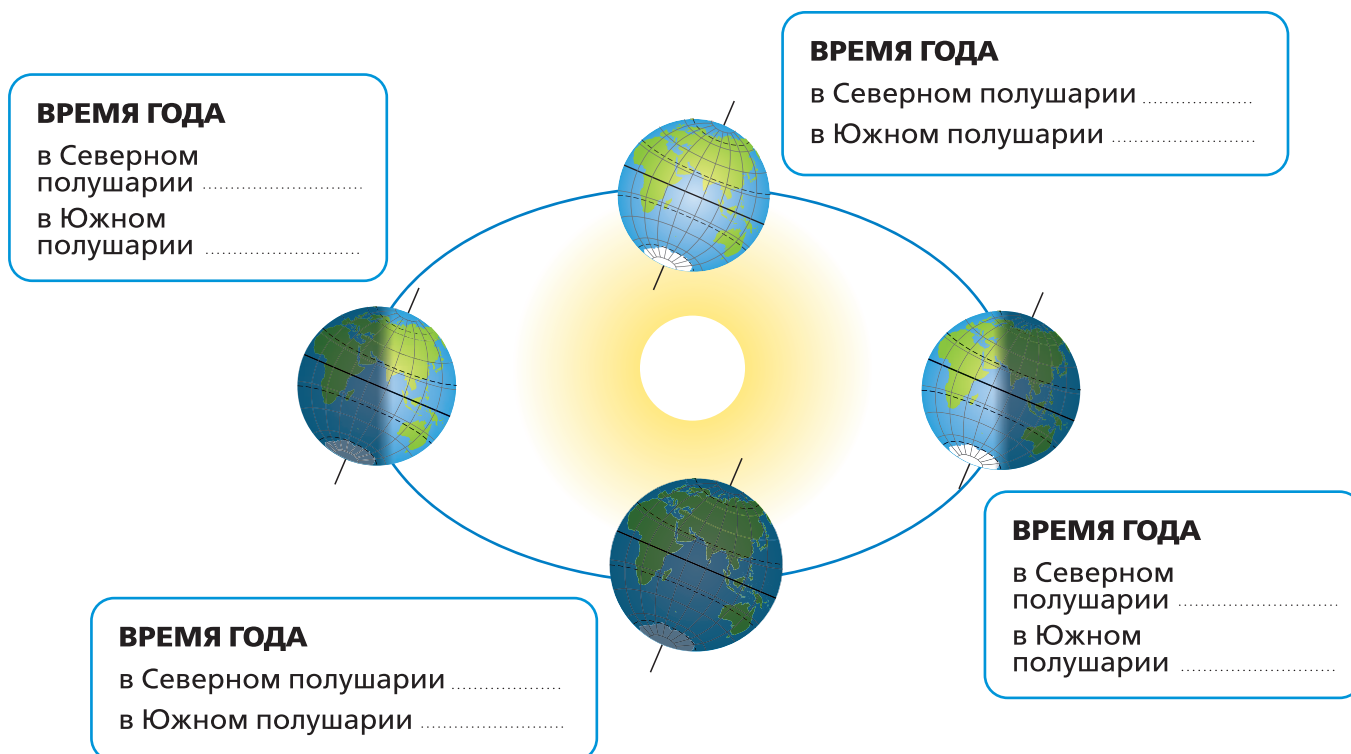 ВРЕМЯ ГОДА
в Северном
полушарии ......................................
в Южном
полушарии ......................................
ВРЕМЯ ГОДА
в Северном полушарии ......................
в Южном полушарии ............................
ВРЕМЯ ГОДА
в Северном
полушарии ......................................
в Южном
полушарии ......................................
ВРЕМЯ ГОДА
в Северном полушарии ......................
в Южном полушарии ............................